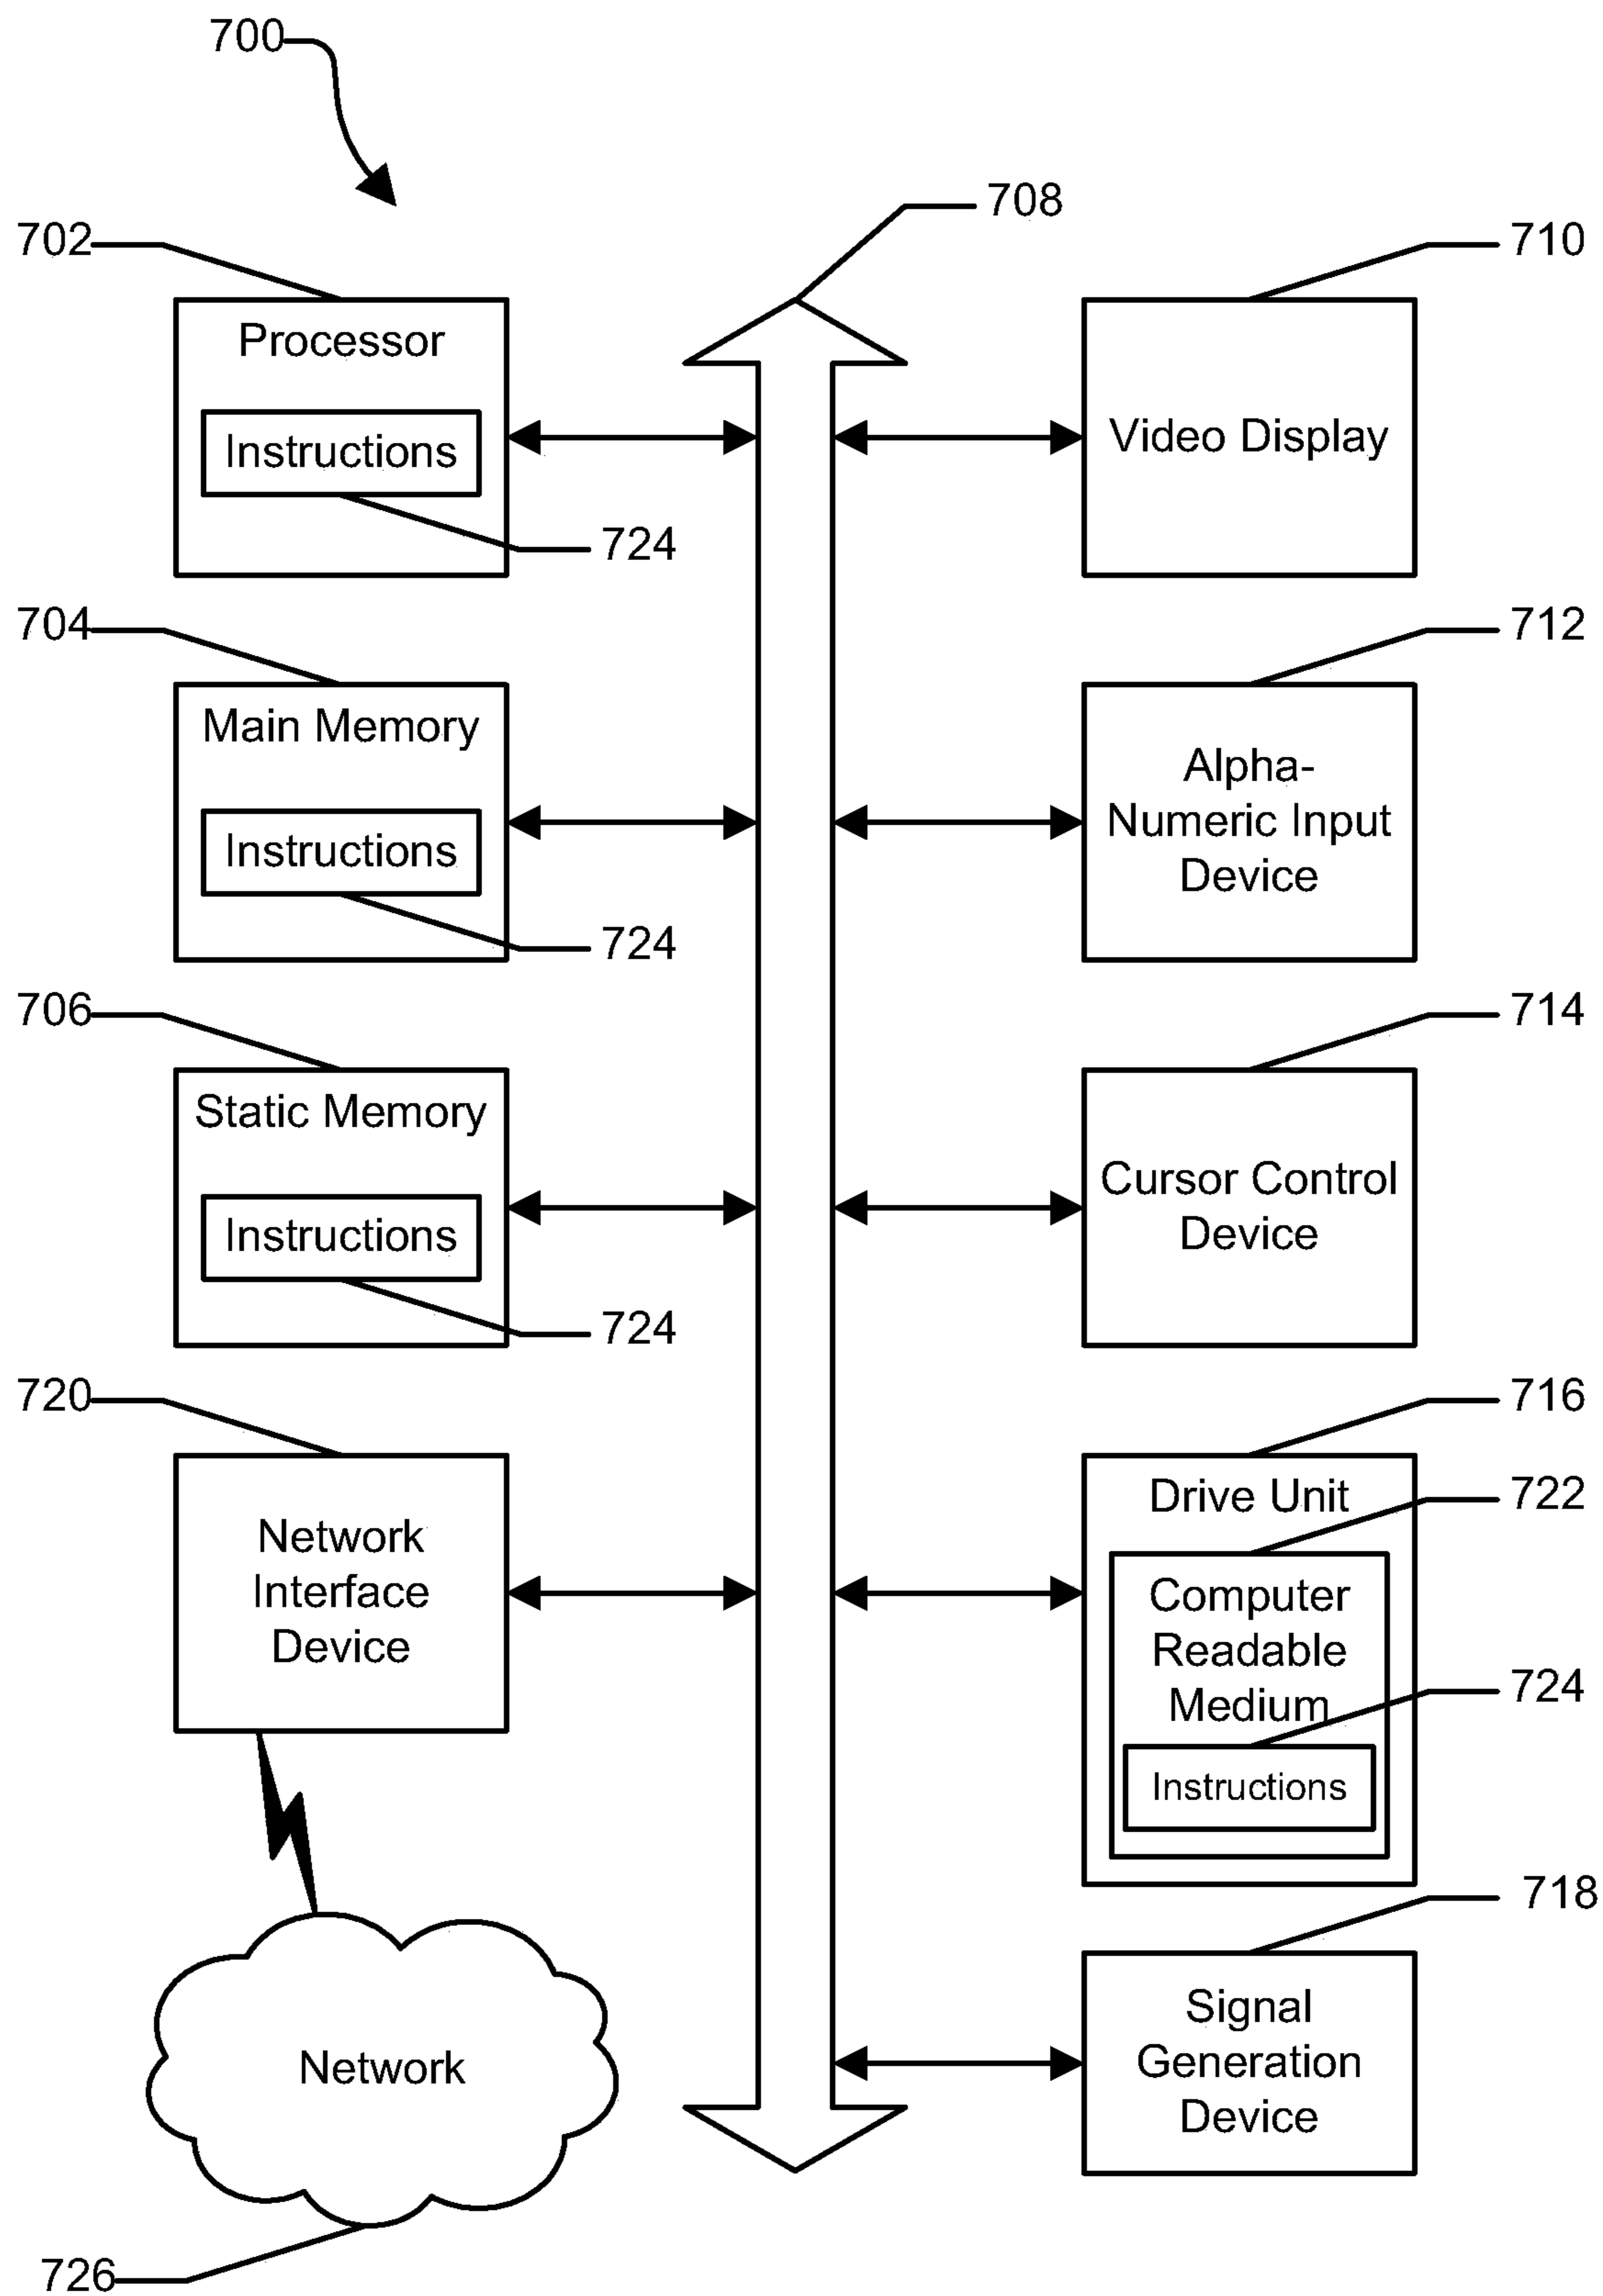 700
708
702
710
Processor
Instructions
724
Video Display
704
712
Main Memory
Instructions
724
Alpha-
Numeric Input
Device
706
714
Static Memory
Instructions
724
Cursor Control
Device
720
716
Network
Interface
Device
Drive Unit
722
Computer
Readable
Medium
724
Instructions
718
Signal
Generation
Device
Network
726